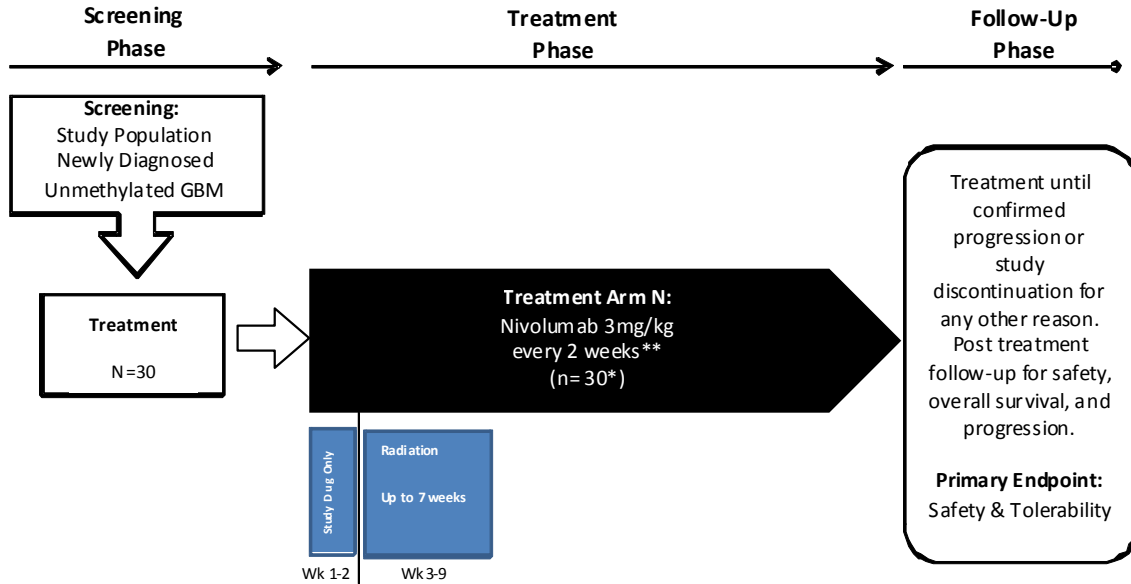 Screening
Phase
Treatment
Phase
Follow-Up
Phase
Screening:
Study Population
Newly Diagnosed
Unmethylated GBM
Treatment
N=30
Treatment Arm N:
Nivolumab 3mg/kg
every 2 weeks**
(n= 30*)
Study Dug Only
Radiation
Up to 7 weeks
Wk 1-2
Wk 3-9
Treatment until
confirmed
progression or
study
discontinuation for
any other reason.
Post treatment
follow-up for safety,
overall survival, and
progression.
Primary Endpoint:
Safety & Tolerability